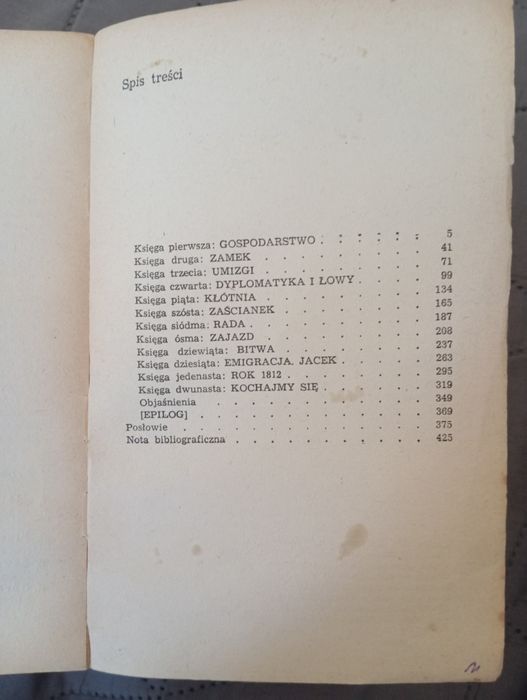 Spis treści
Księga pierwsza: GOSPODARSTWO . . . . . . 5
Księga druga: ZAMEK . . . . . . . . 41
Księga trzecia: UMIZGI . . . . . . . . 71
Księga czwarta: DYPLOMATYKA I ŁOWY . . . . 99
Księga piąta: KŁÓTNIA . . . . . . . . 134
Księga szósta: ZAŚCIANEK . . . . . . . 165
Księga siódma: RADA . . . . . . . . 187
Księga ósma: ZAJAZD . . . . . . . . 208
Księga dziewiąta: BITWA . . . . . . . 237
Księga dziesiąta: EMIGRACJA. JACEK . . . . . 263
Księga jedenasta: ROK 1812 . . . . . . . 295
Księga dwunasta: KOCHAJMY SIĘ . . . . . 319
Objaśnienia . . . . . . . . . . 349
[EPILOG] . . . . . . . . . . 369
Posłowie . . . . . . . . . . 375
Nota bibliograficzna . . . . . . . . . 425